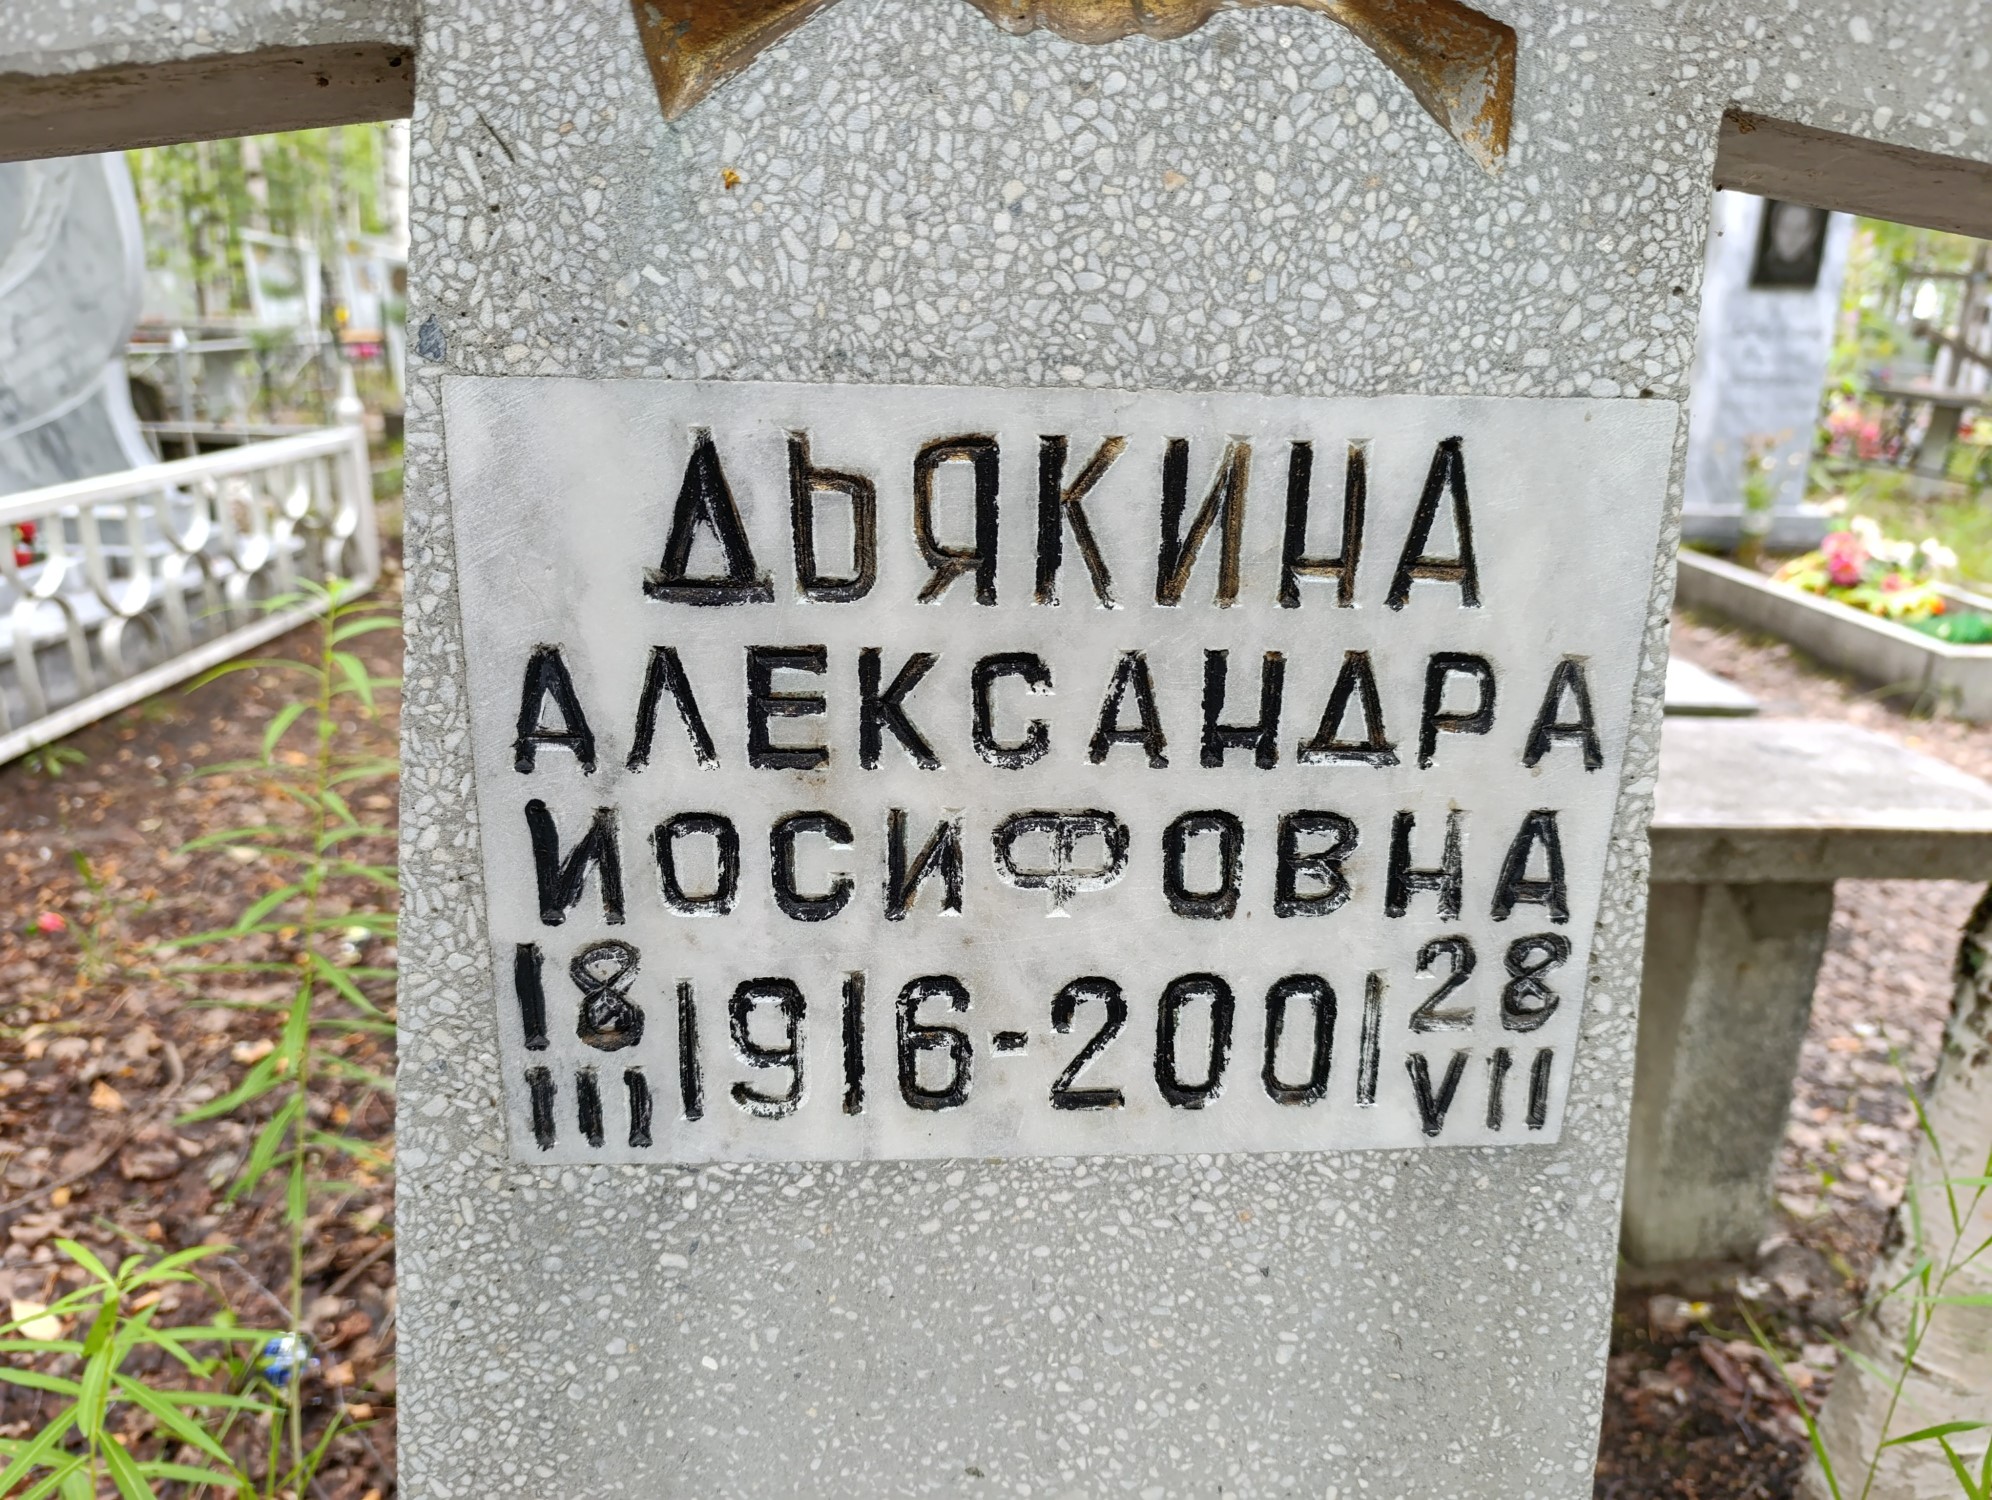 ДЬЯКИНА
АЛЕКСАНДРА
ИОСИФОВНА
18 1916-2001 28
III VII